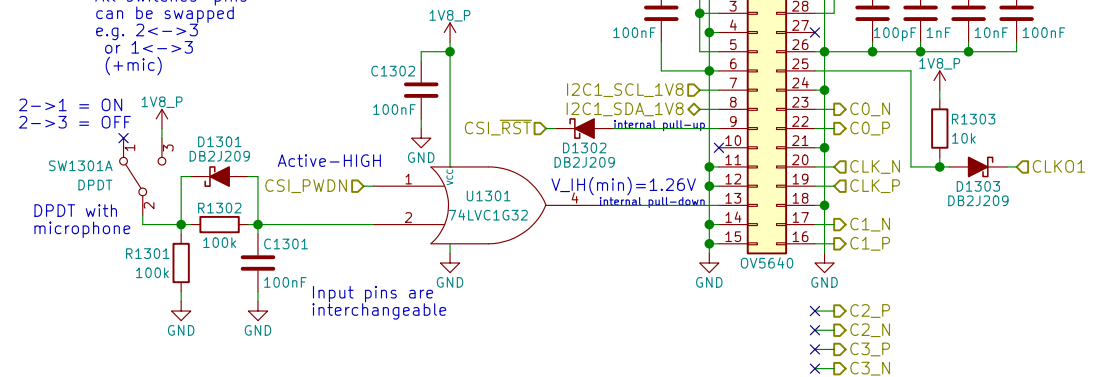 can be swapped
e.g. 2<->3
or 1<->3
(+mic)
2->1 = ON
2->3 = OFF
1V8_P
1
3
SW1301A
DPDT
2
DPDT with
microphone
D1301
DB2J209
R1302
100k
R1301
100k
C1301
100nF
GND
GND
Active-HIGH
CSI_PWDN
1
2
Input pins are
interchangeable
1V8_P
C1302
100nF
GND
VCC
U1301
74LVC1G32
4
GND
V_IH(min)=1.26V
internal pull-down
CSI_RST
D1302
DB2J209
internal pull-up
I2C1_SCL_1V8
I2C1_SDA_1V8
100nF
3
4
5
6
7
8
9
10
11
12
13
14
15
28
27
26
25
24
23
22
21
20
19
18
17
16
OV5640
GND
GND
100pF
1nF
10nF
100nF
1V8_P
R1303
10k
D1303
DB2J209
CLKO1
C0_N
C0_P
CLK_N
CLK_P
C1_N
C1_P
C2_P
C2_N
C3_P
C3_N